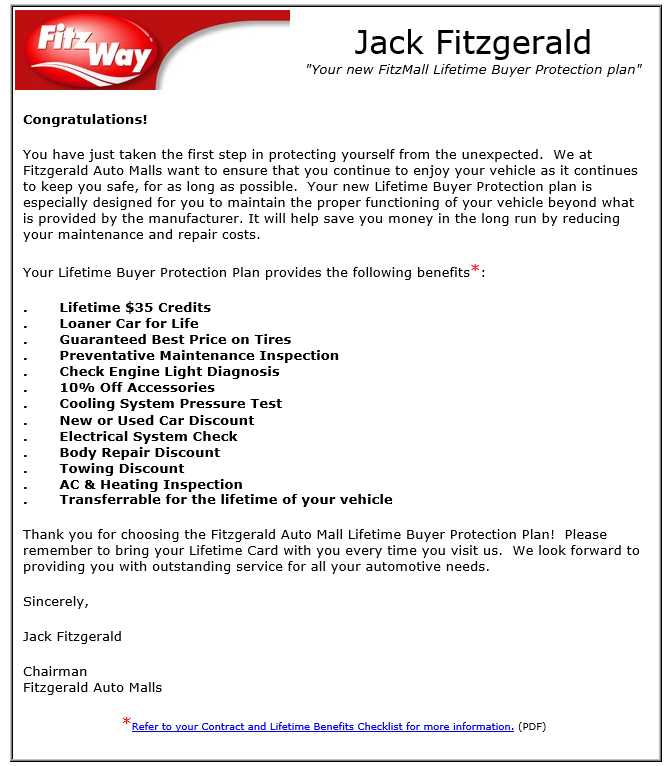 Fitz
Way
Jack Fitzgerald
"Your new FitzMall Lifetime Buyer Protection plan"
Congratulations!
You have just taken the first step in protecting yourself from the unexpected.  We at
Fitzgerald Auto Malls want to ensure that you continue to enjoy your vehicle as it continues
to keep you safe, for as long as possible.  Your new Lifetime Buyer Protection plan is
especially designed for you to maintain the proper functioning of your vehicle beyond what
is provided by the manufacturer. It will help save you money in the long run by reducing
your maintenance and repair costs.
Your Lifetime Buyer Protection Plan provides the following benefits*:
. Lifetime $35 Credits
. Loaner Car for Life
. Guaranteed Best Price on Tires
. Preventative Maintenance Inspection
. Check Engine Light Diagnosis
. 10% Off Accessories
. Cooling System Pressure Test
. New or Used Car Discount
. Electrical System Check
. Body Repair Discount
. Towing Discount
. AC & Heating Inspection
. Transferrable for the lifetime of your vehicle
Thank you for choosing the Fitzgerald Auto Mall Lifetime Buyer Protection Plan!  Please
remember to bring your Lifetime Card with you every time you visit us.  We look forward to
providing you with outstanding service for all your automotive needs.
Sincerely,
Jack Fitzgerald
Chairman
Fitzgerald Auto Malls
*Refer to your Contract and Lifetime Benefits Checklist for more information. (PDF)